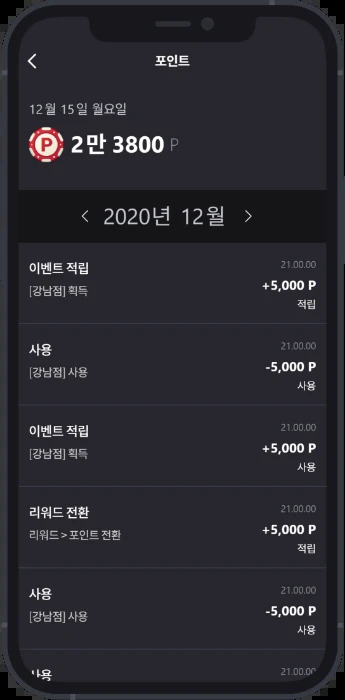 포인트
12월 15일 월요일
P 2만 3800 P
2020년 12월
이벤트 적립
21.00.00
[강남점] 획득
+5,000 P
적립
사용
21.00.00
[강남점] 사용
-5,000 P
사용
이벤트 적립
21.00.00
[강남점] 획득
+5,000 P
사용
리워드 전환
21.00.00
리워드 > 포인트 전환
+5,000 P
적립
사용
21.00.00
[강남점] 사용
-5,000 P
사용
사용
21.00.00